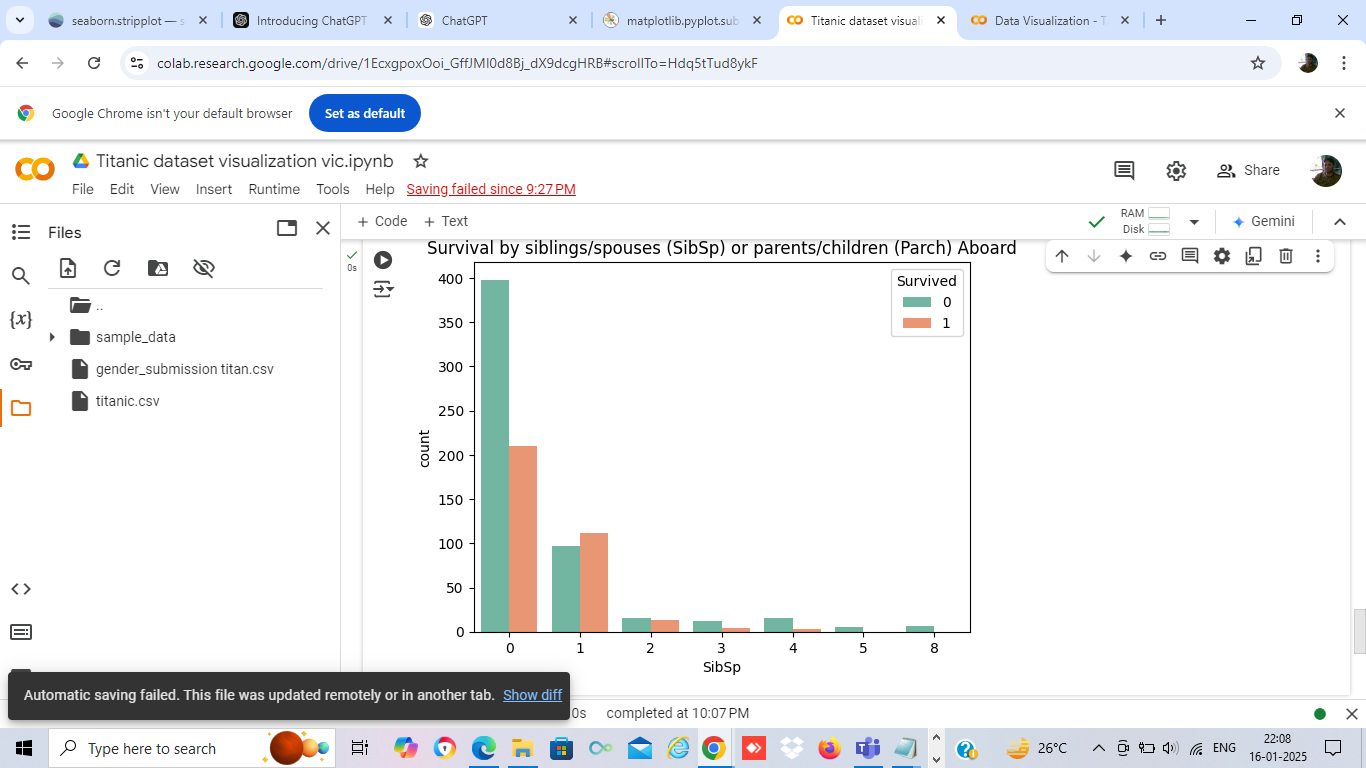 seaborn.stripplot — s
Introducing ChatGPT
ChatGPT
matplotlib.pyplot.sub
Titanic dataset visuali
Data Visualization - T
colab.research.google.com/drive/1EcxgpoxOoi_GffJMI0d8Bj_dX9dcgHRB#scrollTo=Hdq5tTud8ykF
Google Chrome isn't your default browser
Set as default
Titanic dataset visualization vic.ipynb
Share
File Edit View Insert Runtime Tools Help Saving failed since 9:27 PM
Files
+ Code + Text
RAM
Disk
Gemini
..
sample_data
gender_submission titan.csv
titanic.csv
{x}
0s
Survival by siblings/spouses (SibSp) or parents/children (Parch) Aboard
Survived
0
1
400
350
300
250
200
150
100
50
0
count
0 1 2 3 4 5 8
SibSp
Automatic saving failed. This file was updated remotely or in another tab. Show diff
0s completed at 10:07 PM
Type here to search
26°C
ENG
22:08
16-01-2025